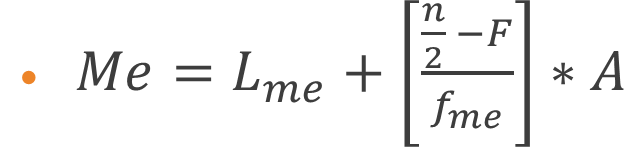 • Me = L_me + [(n/2 − F)/f_me] * A